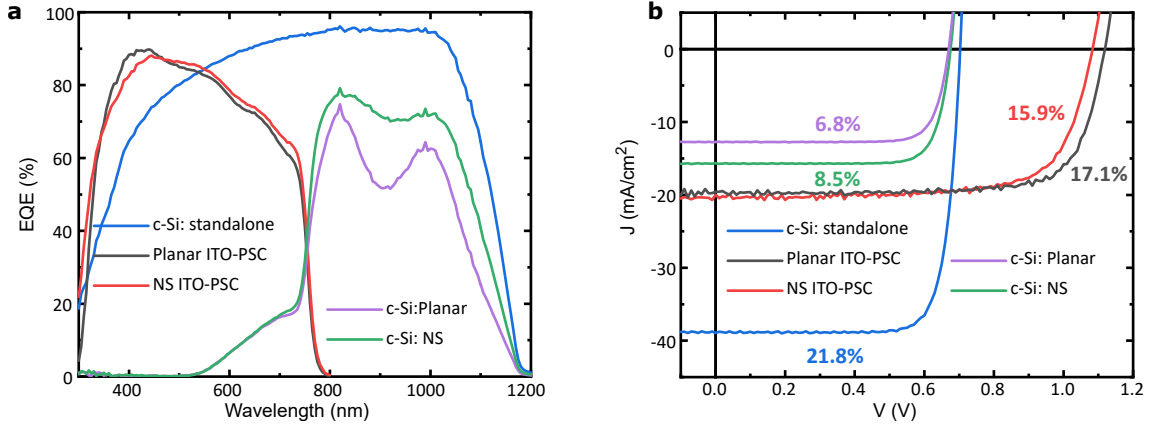 a
100
80
60
40
20
0
EQE (%)
c-Si: standalone
Planar ITO-PSC
NS ITO-PSC
c-Si:Planar
c-Si: NS
400
600
800
1000
1200
Wavelength (nm)
b
0
-10
-20
-30
-40
J (mA/cm²)
6.8%
8.5%
15.9%
17.1%
21.8%
c-Si: standalone
Planar ITO-PSC
NS ITO-PSC
c-Si: Planar
c-Si: NS
0.0
0.2
0.4
0.6
0.8
1.0
1.2
V (V)